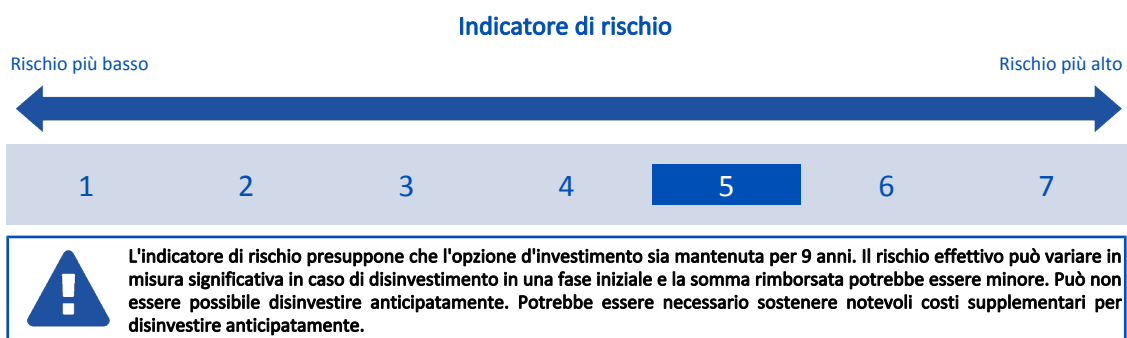 Indicatore di rischio
Rischio più basso Rischio più alto
1 2 3 4 5 6 7
L'indicatore di rischio presuppone che l'opzione d'investimento sia mantenuta per 9 anni. Il rischio effettivo può variare in
misura significativa in caso di disinvestimento in una fase iniziale e la somma rimborsata potrebbe essere minore. Può non
essere possibile disinvestire anticipatamente. Potrebbe essere necessario sostenere notevoli costi supplementari per
disinvestire anticipatamente.